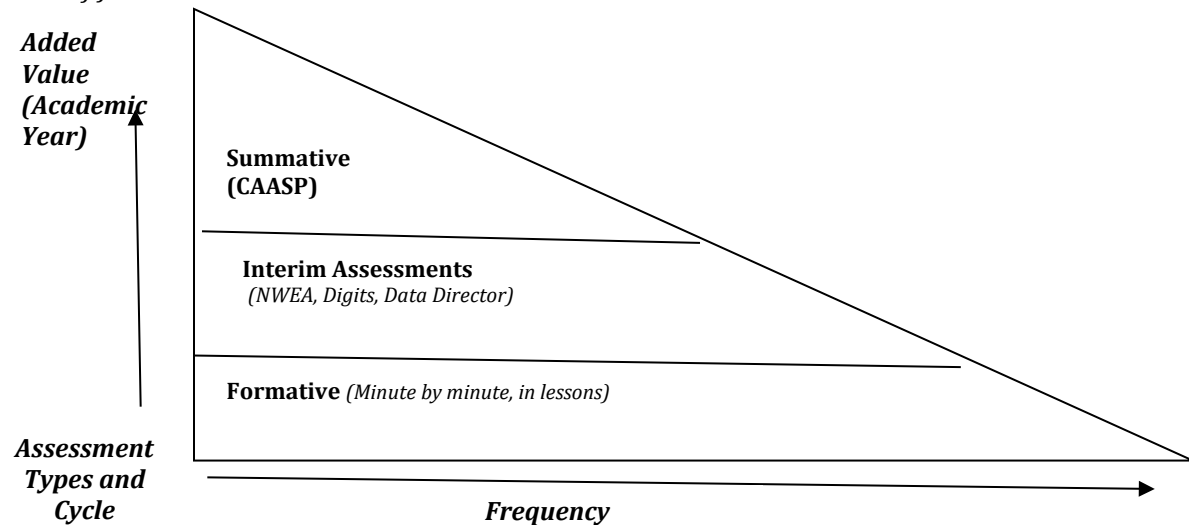 Added
Value
(Academic
Year)
Summative
(CAASP)
Interim Assessments
(NWEA, Digits, Data Director)
Formative (Minute by minute, in lessons)
Assessment
Types and
Cycle
Frequency